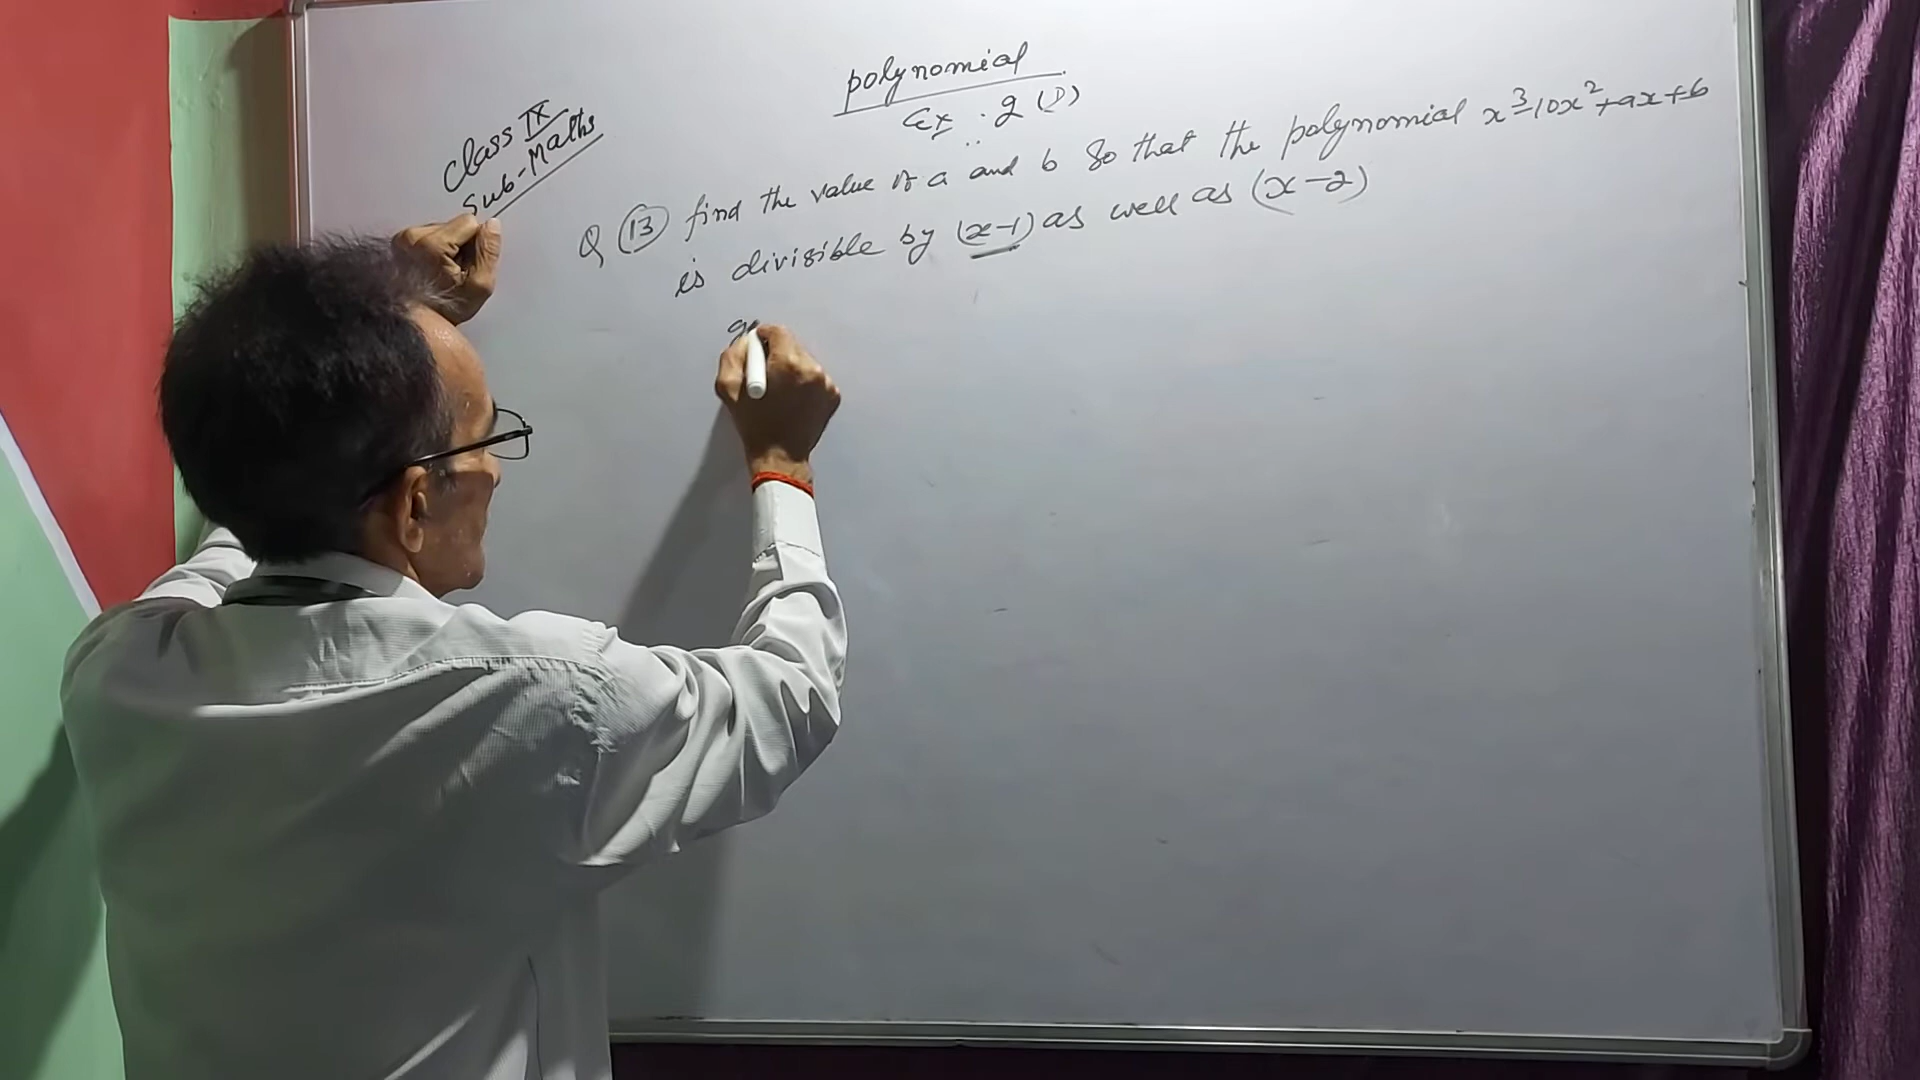 polynomial
Ex. 2(D)
Class IX
Sub-Maths
Q (13) find the value of a and b so that the polynomial x³-10x²+ax+b
is divisible by (x-1) as well as (x-2)